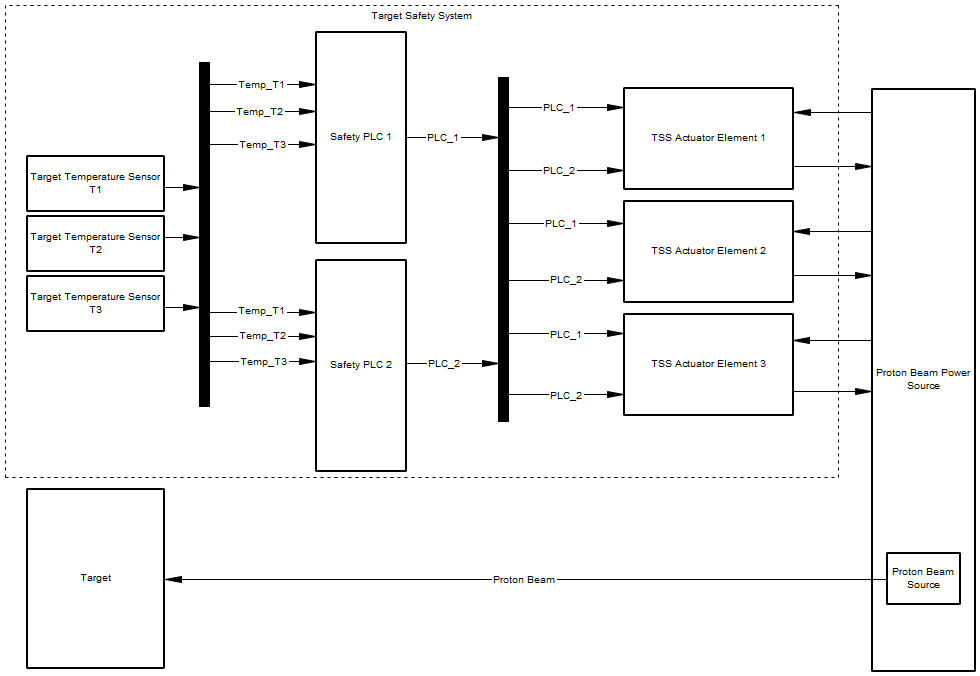 Target Safety System
Temp_T1
Temp_T2
Temp_T3
Safety PLC 1
PLC_1
PLC_1
PLC_2
TSS Actuator Element 1
Target Temperature Sensor
T1
Target Temperature Sensor
T2
Target Temperature Sensor
T3
PLC_1
PLC_2
TSS Actuator Element 2
Temp_T1
Temp_T2
Temp_T3
Safety PLC 2
PLC_2
PLC_1
PLC_2
TSS Actuator Element 3
Proton Beam Power
Source
Target
Proton Beam
Proton Beam
Source